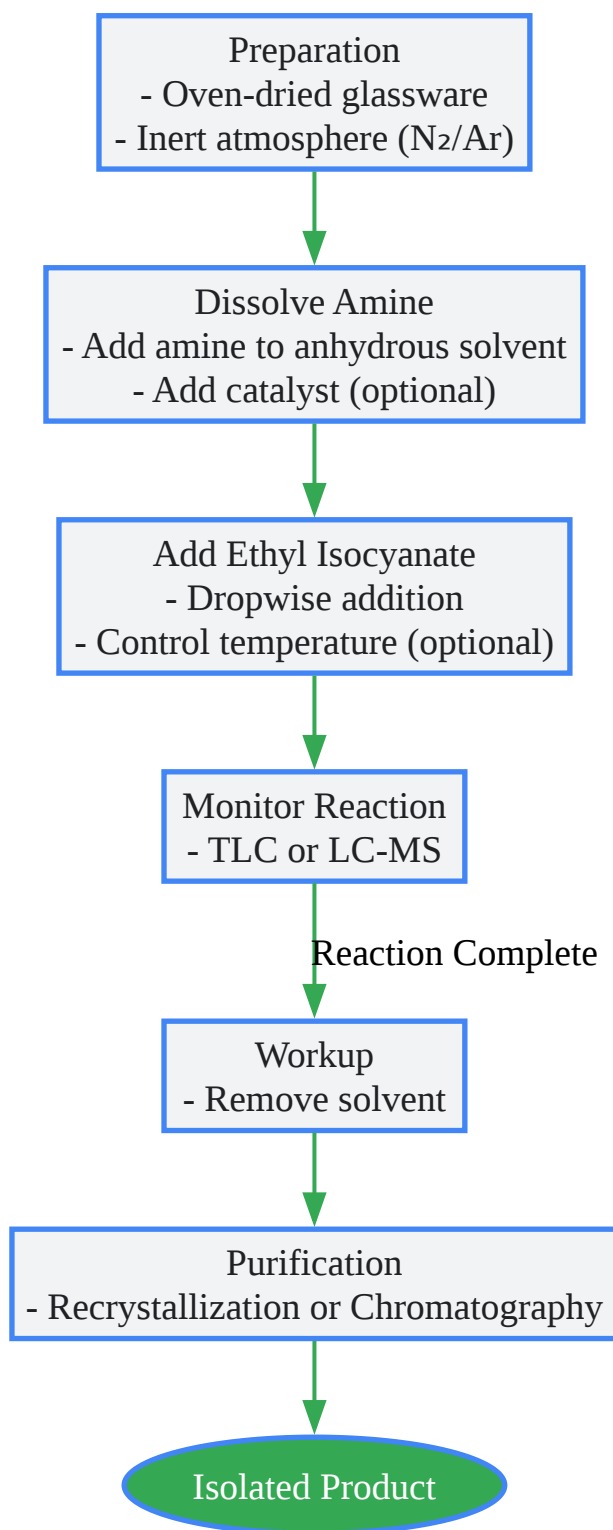 Preparation
- Oven-dried glassware
- Inert atmosphere (N₂/Ar)
Dissolve Amine
- Add amine to anhydrous solvent
- Add catalyst (optional)
Add Ethyl Isocyanate
- Dropwise addition
- Control temperature (optional)
Monitor Reaction
- TLC or LC-MS
Reaction Complete
Workup
- Remove solvent
Purification
- Recrystallization or Chromatography
Isolated Product